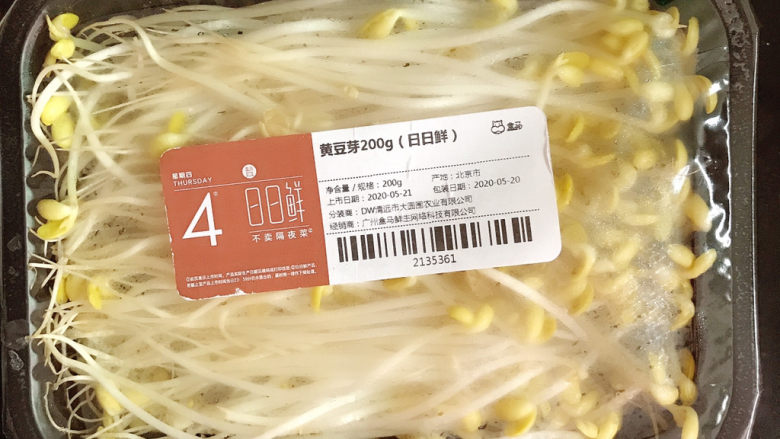 星期四
THURSDAY
4
日日鲜
不卖隔夜菜
黄豆芽200g（日日鲜）
盒马
净含量/规格：200g
产地：北京市
上市日期：2020-05-21
包装日期：2020-05-20
分装商：DW清远市大围圈农业有限公司
经销商：广州盒马鲜生网络科技有限公司
2135361